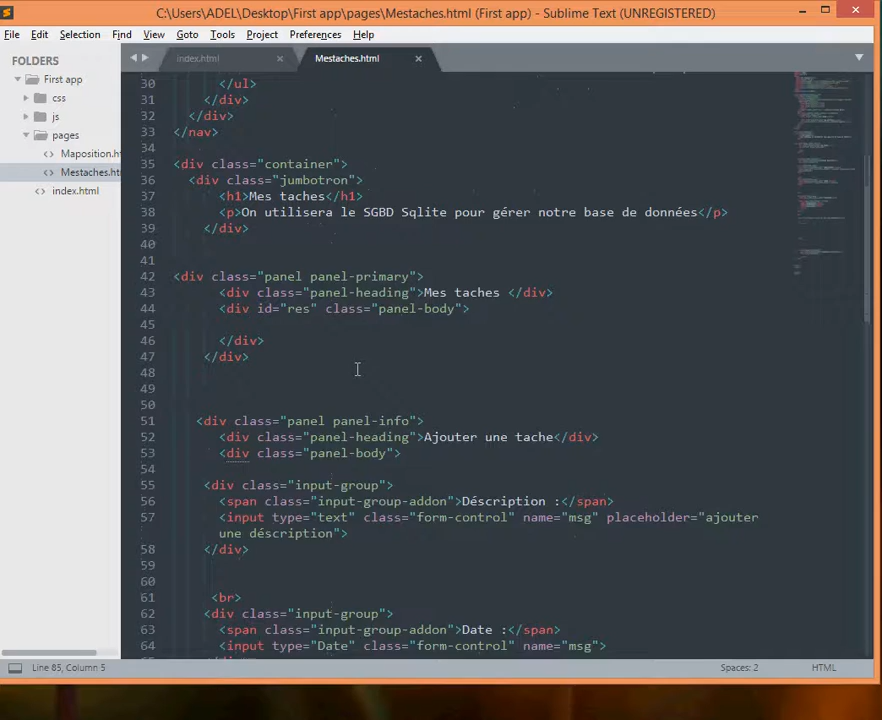 C:\Users\ADEL\Desktop\First app\pages\Mestaches.html (First app) - Sublime Text (UNREGISTERED)
File Edit Selection View Goto Tools Project Preferences Help
FOLDERS
First app
css
js
pages
Maposition.ht
Mestaches.htm
index.html
index.html Mestaches.html
30 </ul>
31 </div>
32 </div>
33 </nav>
34
35 <div class="container">
36 <div class="jumbotron">
37 <h1>Mes taches</h1>
38 <p>On utilisera le SGBD Sqlite pour gérer notre base de données</p>
39 </div>
40
41
42 <div class="panel panel-primary">
43 <div class="panel-heading">Mes taches </div>
44 <div id="res" class="panel-body">
45
46 </div>
47 </div>
48
49
50
51 <div class="panel panel-info">
52 <div class="panel-heading">Ajouter une tache</div>
53 <div class="panel-body">
54
55 <div class="input-group">
56 <span class="input-group-addon">Déscription :</span>
57 <input type="text" class="form-control" name="msg" placeholder="ajouter
une déscription">
58 </div>
59
60
61 <br>
62 <div class="input-group">
63 <span class="input-group-addon">Date :</span>
64 <input type="Date" class="form-control" name="msg">
Line 85, Column 5 Spaces: 2 HTML